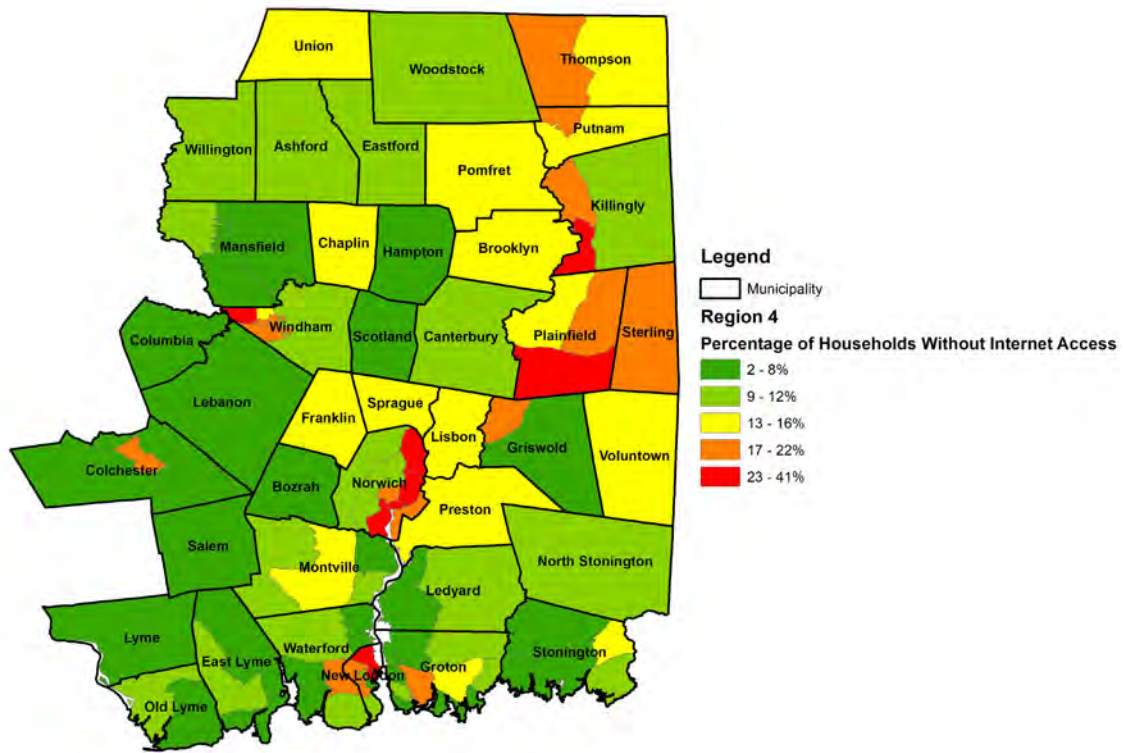 Union
Woodstock
Thompson
Putnam
Willington
Ashford
Eastford
Pomfret
Killingly
Mansfield
Chaplin
Hampton
Brooklyn
Windham
Scotland
Canterbury
Plainfield
Sterling
Columbia
Lebanon
Franklin
Sprague
Lisbon
Griswold
Voluntown
Colchester
Bozrah
Norwich
Preston
Salem
Montville
North Stonington
Ledyard
Lyme
East Lyme
Waterford
Groton
Stonington
New London
Old Lyme
Legend
Municipality
Region 4
Percentage of Households Without Internet Access
2 - 8%
9 - 12%
13 - 16%
17 - 22%
23 - 41%